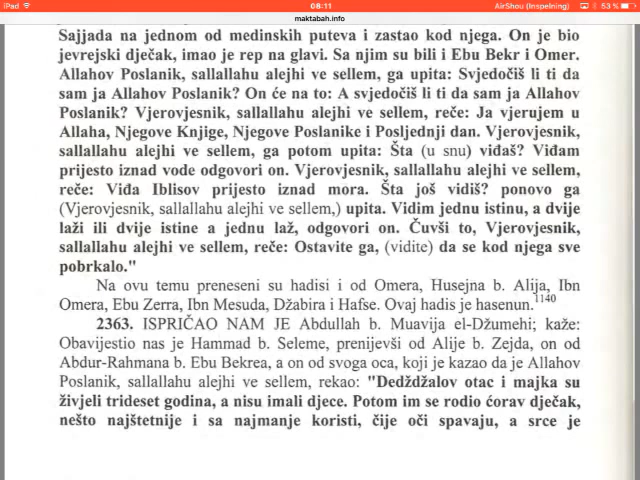 iPad
08:11
AirShou (Inspelning)
53 %
maktabah.info
Sajjada na jednom od medinskih puteva i zastao kod njega. On je bio
jevrejski dječak, imao je rep na glavi. Sa njim su bili i Ebu Bekr i Omer.
Allahov Poslanik, sallallahu alejhi ve sellem, ga upita: Svjedočiš li ti da
sam ja Allahov Poslanik? On će na to: A svjedočiš li ti da sam ja Allahov
Poslanik? Vjerovjesnik, sallallahu alejhi ve sellem, reče: Ja vjerujem u
Allaha, Njegove Knjige, Njegove Poslanike i Posljednji dan. Vjerovjesnik,
sallallahu alejhi ve sellem, ga potom upita: Šta (u snu) viđaš? Viđam
prijesto iznad vode odgovori on. Vjerovjesnik, sallallahu alejhi ve sellem,
reče: Viđa Iblisov prijesto iznad mora. Šta još vidiš? ponovo ga
(Vjerovjesnik, sallallahu alejhi ve sellem,) upita. Vidim jednu istinu, a dvije
laži ili dvije istine a jednu laž, odgovori on. Čuvši to, Vjerovjesnik,
sallallahu alejhi ve sellem, reče: Ostavite ga, (vidite) da se kod njega sve
pobrkalo."
Na ovu temu preneseni su hadisi i od Omera, Husejna b. Alija, Ibn
Omera, Ebu Zerra, Ibn Mesuda, Džabira i Hafse. Ovaj hadis je hasenun.1140
2363. ISPRIČAO NAM JE Abdullah b. Muavija el-Džumehi; kaže:
Obavijestio nas je Hammad b. Seleme, prenijevši od Alije b. Zejda, on od
Abdur-Rahmana b. Ebu Bekrea, a on od svoga oca, koji je kazao da je Allahov
Poslanik, sallallahu alejhi ve sellem, rekao: "Dedždžalov otac i majka su
živjeli trideset godina, a nisu imali djece. Potom im se rodio ćorav dječak,
nešto najštetnije i sa najmanje koristi, čije oči spavaju, a srce je